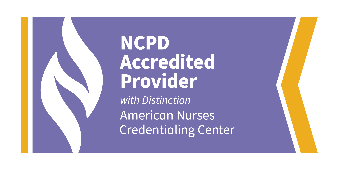 NCPD
Accredited
Provider
with Distinction
American Nurses
Credentialing Center